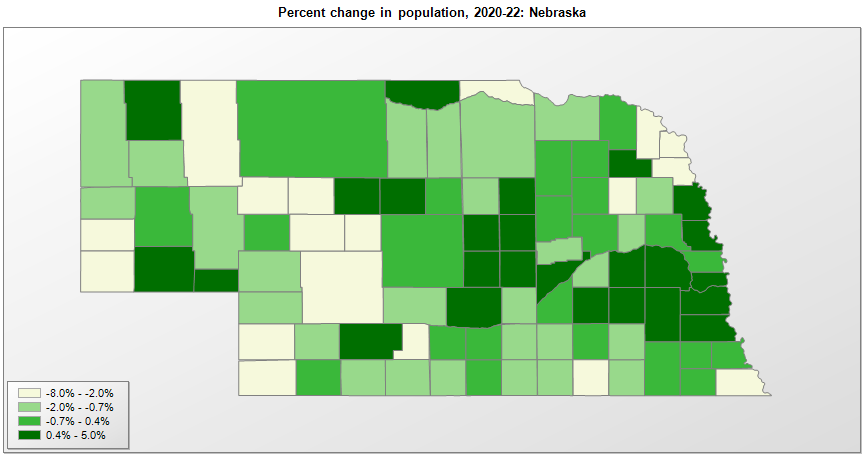 Percent change in population, 2020-22: Nebraska
-8.0% - -2.0%
-2.0% - -0.7%
-0.7% - 0.4%
0.4% - 5.0%